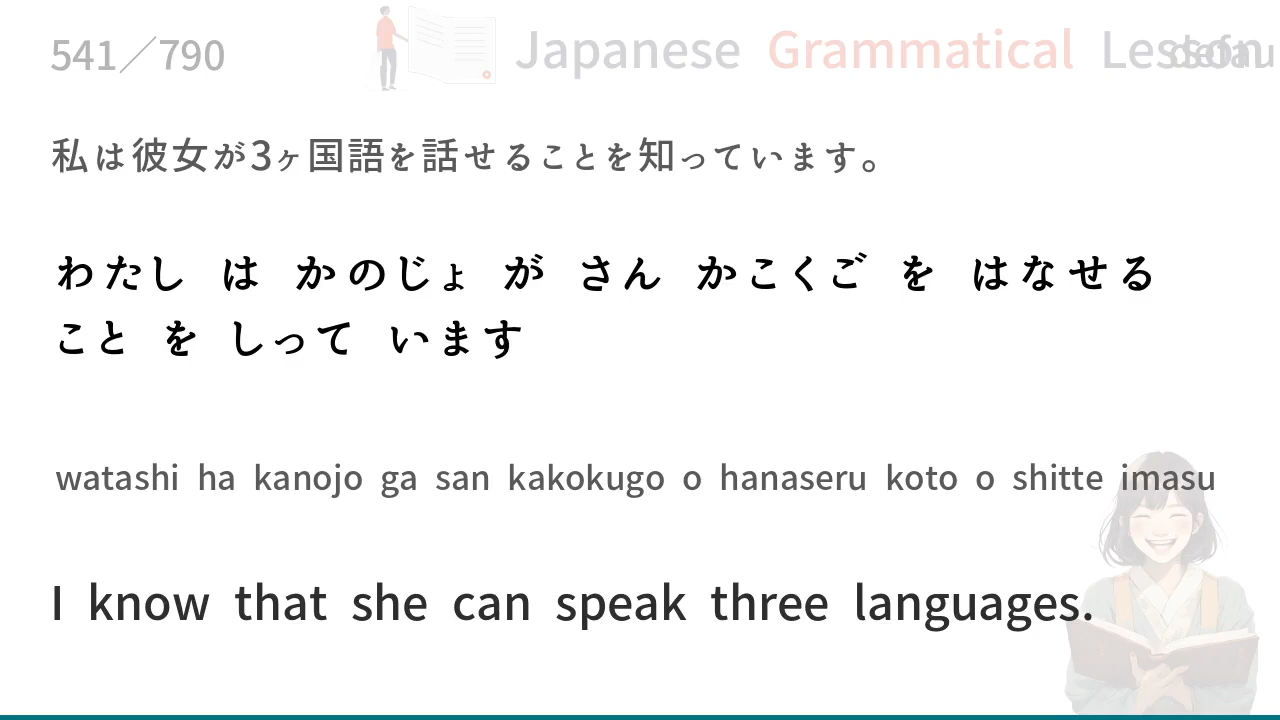 541／790
Japanese Grammatical Lesson
私は彼女が3ヶ国語を話せることを知っています。
わたし は かのじょ が さん かこくご を はなせる
こと を しって います
watashi ha kanojo ga san kakokugo o hanaseru koto o shitte imasu
I know that she can speak three languages.